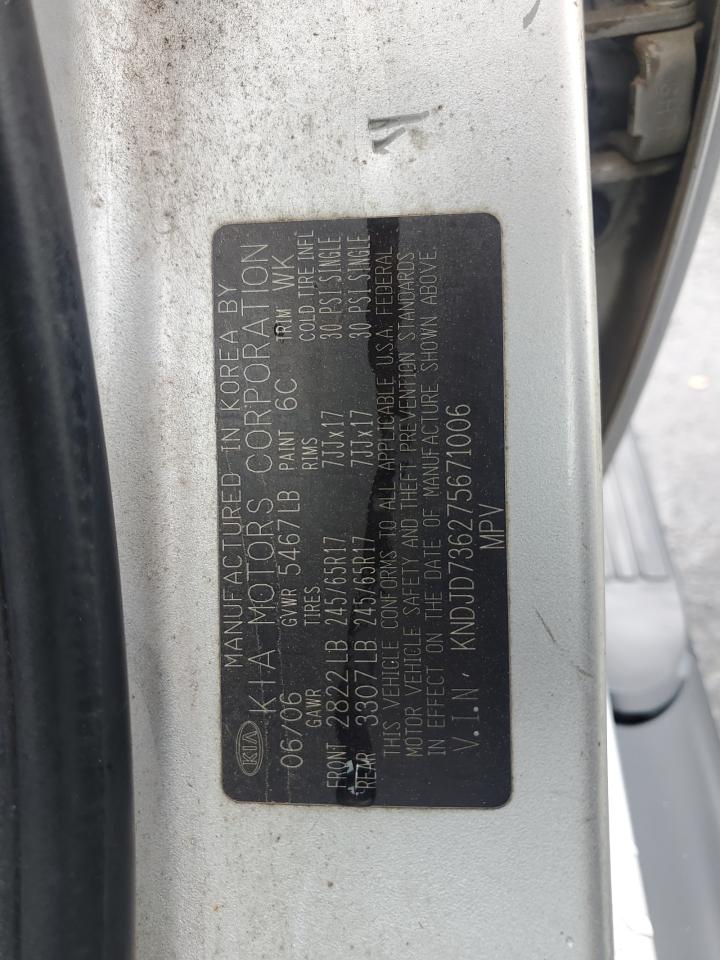 MANUFACTURED IN KOREA BY
KIA KIA MOTORS CORPORATION
06/06 GVWR 5467LB PAINT 6C TRIM WK
GAWR TIRES RIMS COLD TIRE INFL
FRONT 2822LB 245/65R17 7JJx17 30 PSI SINGLE
REAR 3307LB 245/65R17 7JJx17 30 PSI SINGLE
THIS VEHICLE CONFORMS TO ALL APPLICABLE U.S.A. FEDERAL
MOTOR VEHICLE SAFETY AND THEFT PREVENTION STANDARDS
IN EFFECT ON THE DATE OF MANUFACTURE SHOWN ABOVE
V.I.N. KNDJD736275671006
MPV